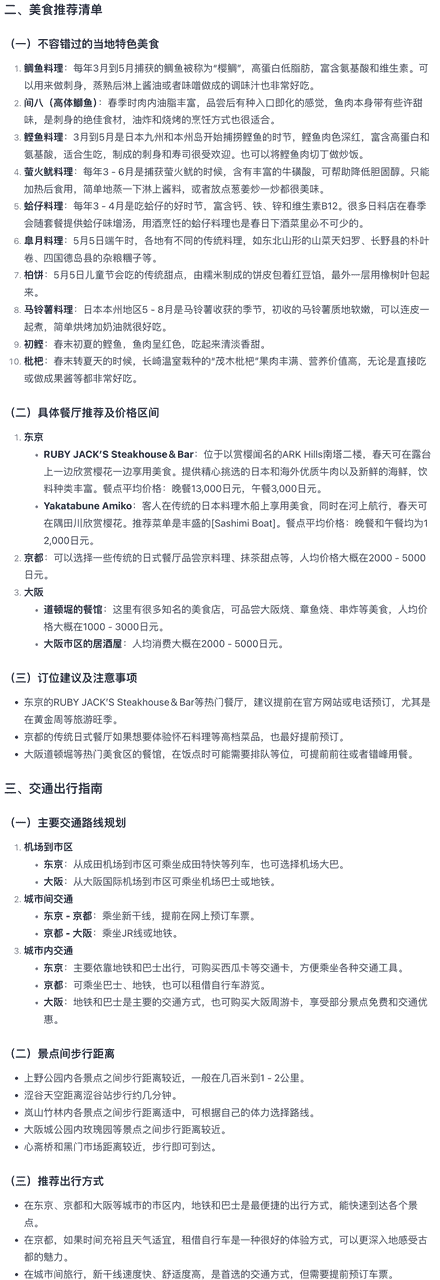 二、美食推荐清单
（一）不容错过的当地特色美食
1. 鲷鱼料理：每年3月到5月捕获的鲷鱼被称为“樱鲷”，高蛋白低脂肪，富含氨基酸和维生素。可
以用来做刺身，蒸熟后淋上酱油或者味噌做成的调味汁也非常好吃。
2. 间八（高体鰤鱼）：春季时肉内油脂丰富，品尝后有种入口即化的感觉，鱼肉本身带有些许甜
味，是刺身的绝佳食材，油炸和烧烤的烹饪方式也很适合。
3. 鲣鱼料理：3月到5月是日本九州和本州岛开始捕捞鲣鱼的时节，鲣鱼肉色深红，富含高蛋白和
氨基酸，适合生吃，制成的刺身和寿司很受欢迎。也可以将鲣鱼肉切丁做炒饭。
4. 萤火鱿料理：每年3 - 6月是捕获萤火鱿的时候，含有丰富的牛磺酸，可帮助降低胆固醇。只能
加热后食用，简单地蒸一下淋上酱料，或者放点葱姜炒一炒都很美味。
5. 蛤仔料理：每年3 - 4月是吃蛤仔的好时节，富含钙、铁、锌和维生素B12。很多日料店在春季
会随套餐提供蛤仔味增汤，用酒烹饪的蛤仔料理也是春日下酒菜里必不可少的。
6. 皐月料理：5月5日端午时，各地有不同的传统料理，如东北山形的山菜天妇罗、长野县的朴叶
卷、四国德岛县的杂粮糰子等。
7. 柏饼：5月5日儿童节会吃的传统甜点，由糯米制成的饼皮包着红豆馅，最外一层用橡树叶包起
来。
8. 马铃薯料理：日本本州地区5 - 8月是马铃薯收获的季节，初收的马铃薯质地软嫩，可以连皮一
起煮，简单烘烤加奶油就很好吃。
9. 初鲣：春末初夏的鲣鱼，鱼肉呈红色，吃起来清淡香甜。
10. 枇杷：春末转夏天的时候，长崎温室栽种的“茂木枇杷”果肉丰满、营养价值高，无论是直接吃
或做成果酱等都非常好吃。
（二）具体餐厅推荐及价格区间
1. 东京
• RUBY JACK'S Steakhouse＆Bar：位于以赏樱闻名的ARK Hills南塔二楼，春天可在露台
上一边欣赏樱花一边享用美食。提供精心挑选的日本和海外优质牛肉以及新鲜的海鲜，饮
料种类丰富。餐点平均价格：晚餐13,000日元，午餐3,000日元。
• Yakatabune Amiko：客人在传统的日本料理木船上享用美食，同时在河上航行，春天可
在隅田川欣赏樱花。推荐菜单是丰盛的[Sashimi Boat]。餐点平均价格：晚餐和午餐均为1
2,000日元。
2. 京都：可以选择一些传统的日式餐厅品尝京料理、抹茶甜点等，人均价格大概在2000 - 5000
日元。
3. 大阪
• 道顿堀的餐馆：这里有很多知名的美食店，可品尝大阪烧、章鱼烧、串炸等美食，人均价
格大概在1000 - 3000日元。
• 大阪市区的居酒屋：人均消费大概在2000 - 5000日元。
（三）订位建议及注意事项
• 东京的RUBY JACK'S Steakhouse＆Bar等热门餐厅，建议提前在官方网站或电话预订，尤其是
在黄金周等旅游旺季。
• 京都的传统日式餐厅如果想要体验怀石料理等高档菜品，也最好提前预订。
• 大阪道顿堀等热门美食区的餐馆，在饭点时可能需要排队等位，可提前前往或者错峰用餐。
三、交通出行指南
（一）主要交通路线规划
1. 机场到市区
• 东京：从成田机场到市区可乘坐成田特快等列车，也可选择机场大巴。
• 大阪：从大阪国际机场到市区可乘坐机场巴士或地铁。
2. 城市间交通
• 东京 - 京都：乘坐新干线，提前在网上预订车票。
• 京都 - 大阪：乘坐JR线或地铁。
3. 城市内交通
• 东京：主要依靠地铁和巴士出行，可购买西瓜卡等交通卡，方便乘坐各种交通工具。
• 京都：可乘坐巴士、地铁，也可以租借自行车游览。
• 大阪：地铁和巴士是主要的交通方式，也可购买大阪周游卡，享受部分景点免费和交通优
惠。
（二）景点间步行距离
• 上野公园内各景点之间步行距离较近，一般在几百米到1 - 2公里。
• 涩谷天空距离涩谷站步行约几分钟。
• 岚山竹林内各景点之间步行距离适中，可根据自己的体力选择路线。
• 大阪城公园内玫瑰园等景点之间步行距离较近。
• 心斋桥和黑门市场距离较近，步行即可到达。
（三）推荐出行方式
• 在东京、京都和大阪等城市的市区内，地铁和巴士是最便捷的出行方式，能快速到达各个景
点。
• 在京都，如果时间充裕且天气适宜，租借自行车是一种很好的体验方式，可以更深入地感受古
都的魅力。
• 在城市间旅行，新干线速度快、舒适度高，是首选的交通方式，但需要提前预订车票。